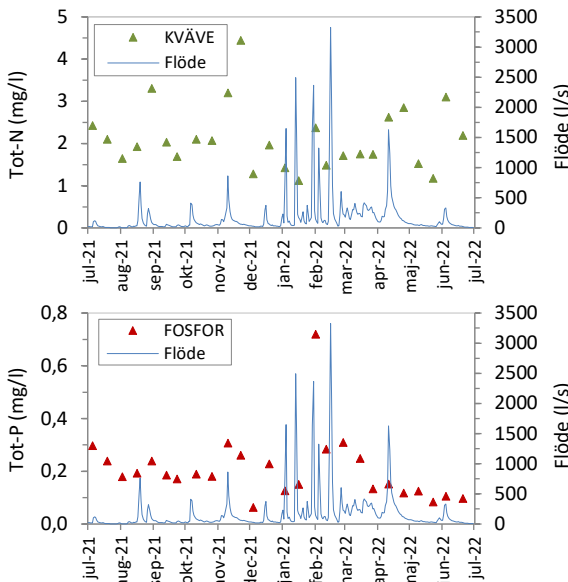 5
4
3
2
1
0
Tot-N (mg/l)
KVÄVE
Flöde
3500
3000
2500
2000
1500
1000
500
0
Flöde (l/s)
jul-21
aug-21
sep-21
okt-21
nov-21
dec-21
jan-22
feb-22
mar-22
apr-22
maj-22
jun-22
jul-22
0,8
0,6
0,4
0,2
0,0
Tot-P (mg/l)
FOSFOR
Flöde
3500
3000
2500
2000
1500
1000
500
0
Flöde (l/s)
jul-21
aug-21
sep-21
okt-21
nov-21
dec-21
jan-22
feb-22
mar-22
apr-22
maj-22
jun-22
jul-22